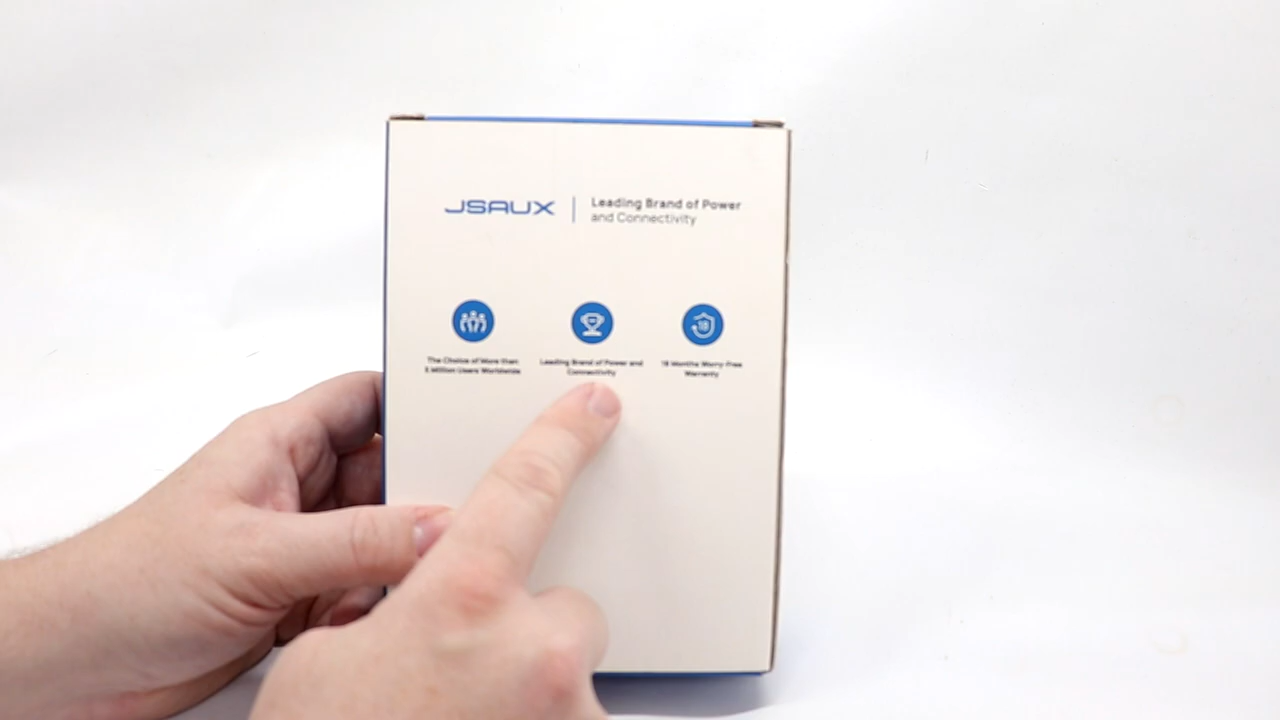 JSAUX
Leading Brand of Power
and Connectivity
18
The Choice of More than
5 Million Users Worldwide
Leading Brand of Power and
Connectivity
18 Months Worry-Free
Warranty